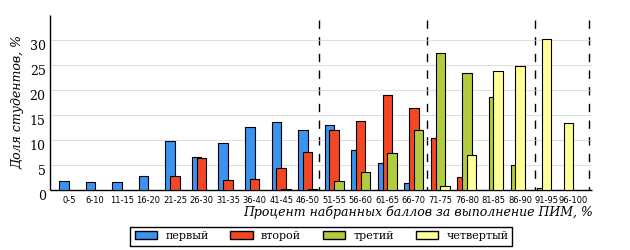 Доля студентов, %
30
25
20
15
10
5
0
0-5 6-10 11-15 16-20 21-25 26-30 31-35 36-40 41-45 46-50 51-55 56-60 61-65 66-70 71-75 76-80 81-85 86-90 91-95 96-100
Процент набранных баллов за выполнение ПИМ, %
первый второй третий четвертый